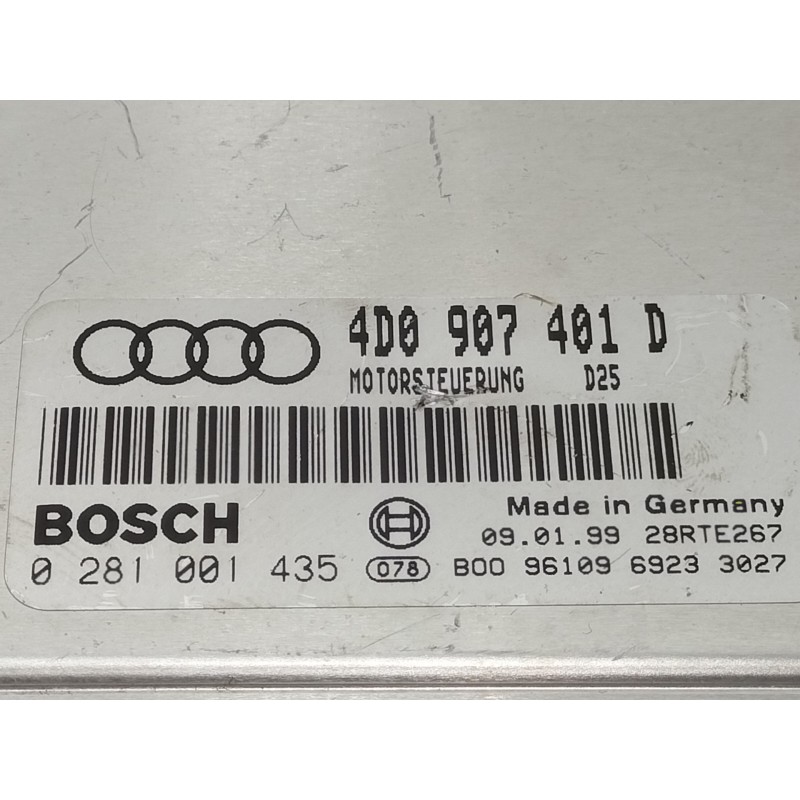 4D0 907 401 D
MOTORSTEUERUNG D25
BOSCH
Made in Germany
09.01.99 28RTE267
0 281 001 435 078 B00 96109 6923 3027